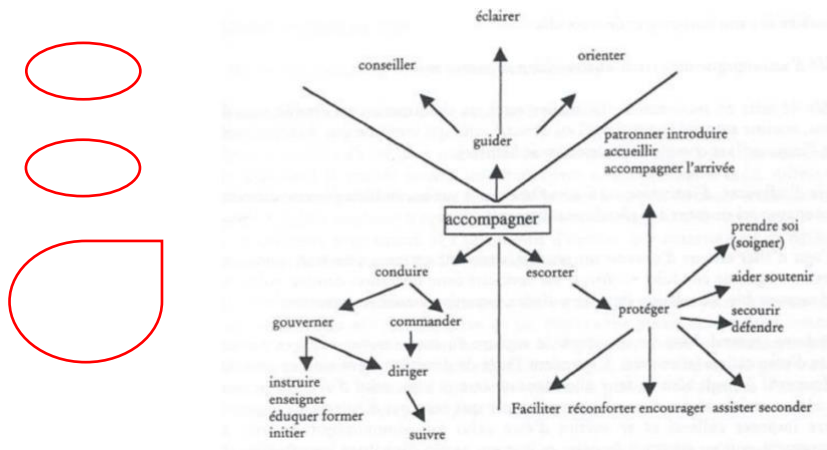 éclairer
conseiller
orienter
guider
patronner introduire
accueillir
accompagner l'arrivée
accompagner
prendre soi
(soigner)
conduire
escorter
aider soutenir
protéger
secourir
défendre
gouverner
commander
diriger
instruire
enseigner
éduquer former
initier
suivre
Faciliter réconforter encourager assister seconder